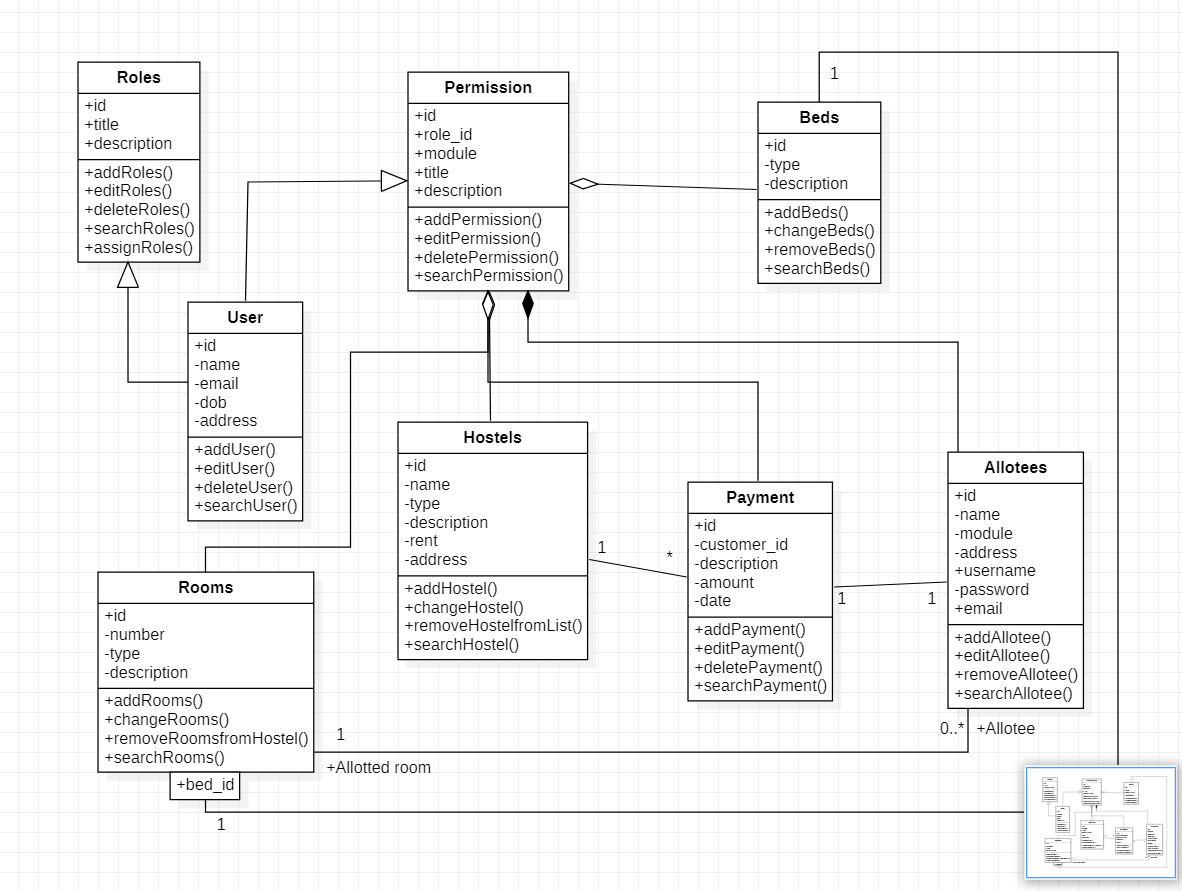 Roles
+id
+title
+description
+addRoles()
+editRoles()
+deleteRoles()
+searchRoles()
+assignRoles()
Permission
+id
+role_id
+module
+title
+description
+addPermission()
+editPermission()
+deletePermission()
+searchPermission()
1
Beds
+id
-type
-description
+addBeds()
+changeBeds()
+removeBeds()
+searchBeds()
User
+id
-name
-email
-dob
-address
+addUser()
+editUser()
+deleteUser()
+searchUser()
Hostels
+id
-name
-type
-description
-rent
-address
+addHostel()
+changeHostel()
+removeHostelfromList()
+searchHostel()
1
*
Payment
+id
-customer_id
-description
-amount
-date
+addPayment()
+editPayment()
+deletePayment()
+searchPayment()
1
1
Allotees
+id
-name
-module
-address
+username
-password
+email
+addAllotee()
+editAllotee()
+removeAllotee()
+searchAllotee()
0..*
+Allotee
Rooms
+id
-number
-type
-description
+addRooms()
+changeRooms()
+removeRoomsfromHostel()
+searchRooms()
+bed_id
1
+Allotted room
1